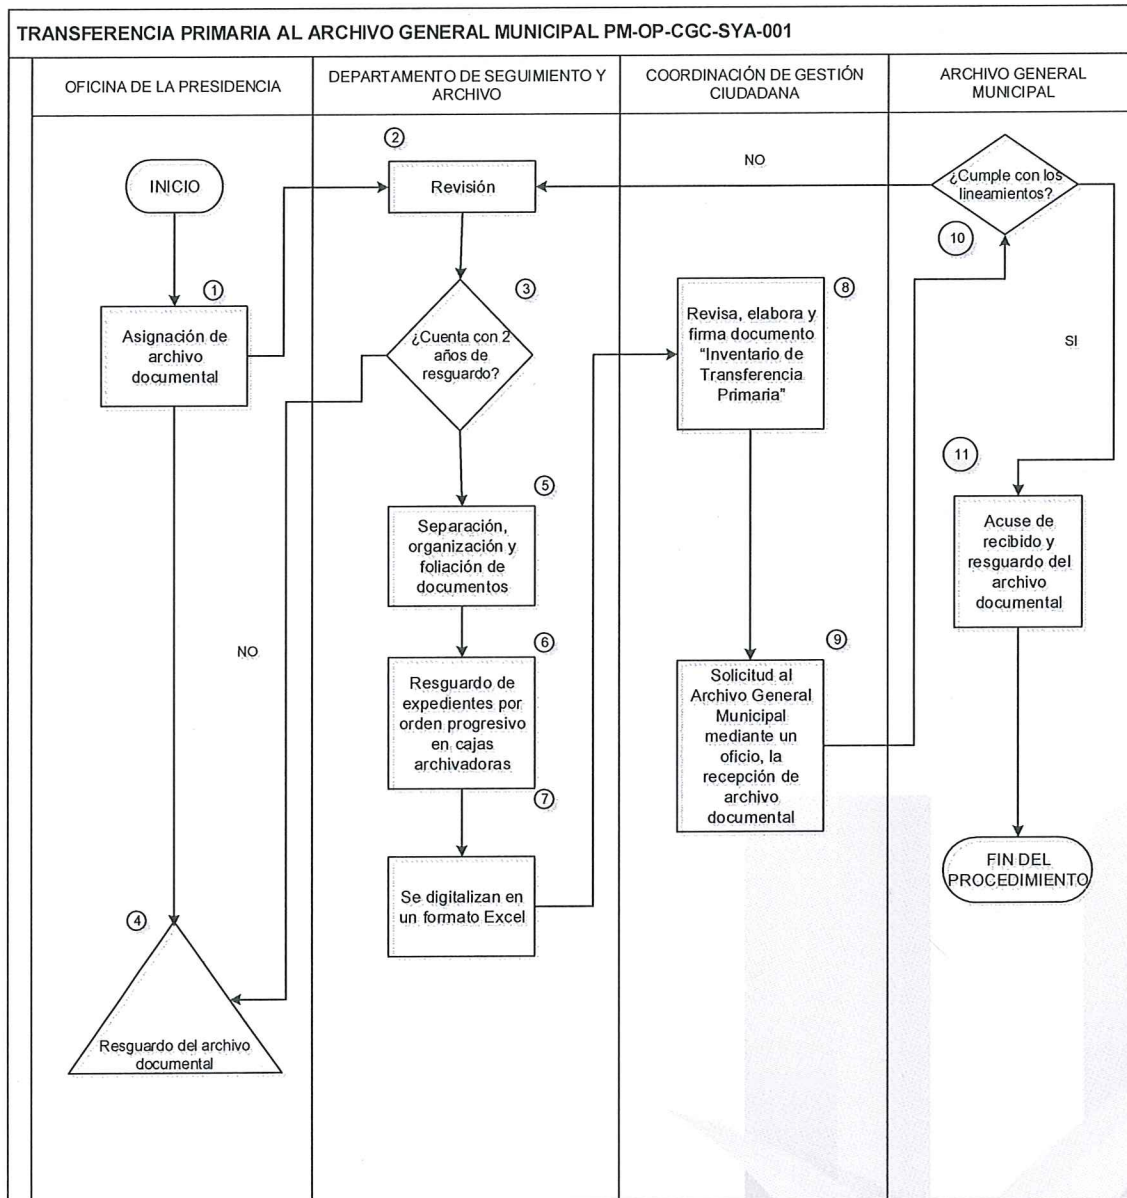 TRANSFERENCIA PRIMARIA AL ARCHIVO GENERAL MUNICIPAL PM-OP-CGC-SYA-001
OFICINA DE LA PRESIDENCIA
DEPARTAMENTO DE SEGUIMIENTO Y
ARCHIVO
COORDINACIÓN DE GESTIÓN
CIUDADANA
ARCHIVO GENERAL
MUNICIPAL
INICIO
1
Asignación de
archivo
documental
2
Revisión
3
¿Cuenta con 2
años de
resguardo?
NO
4
Resguardo del archivo
documental
5
Separación,
organización y
foliación de
documentos
6
Resguardo de
expedientes por
orden progresivo
en cajas
archivadoras
7
Se digitalizan en
un formato Excel
8
Revisa, elabora y
firma documento
“Inventario de
Transferencia
Primaria”
9
Solicitud al
Archivo General
Municipal
mediante un
oficio, la
recepción de
archivo
documental
10
¿Cumple con los
lineamientos?
NO
SI
11
Acuse de
recibido y
resguardo del
archivo
documental
FIN DEL
PROCEDIMIENTO